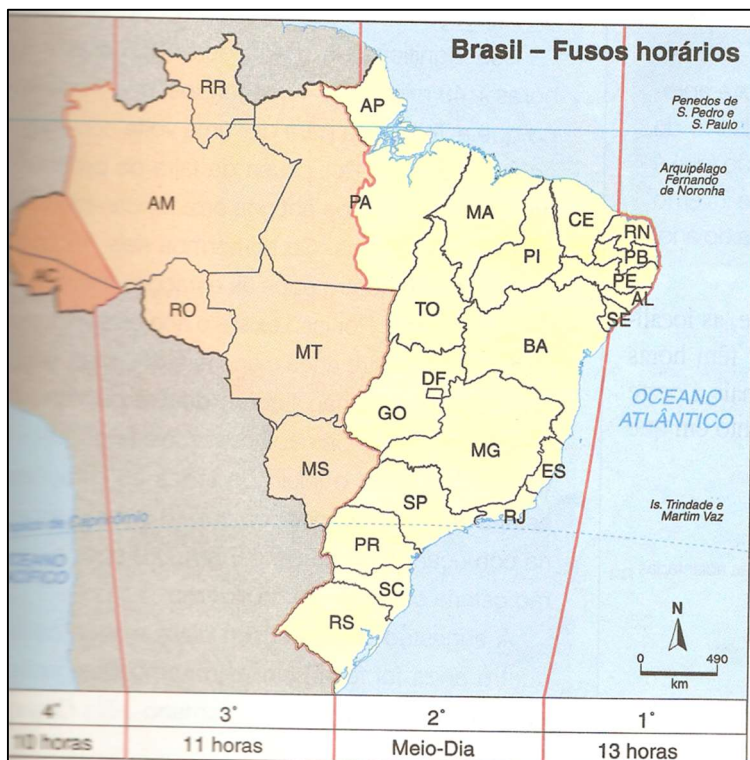 Brasil – Fusos horários
RR
AP
Penedos de
S. Pedro e
S. Paulo
Arquipélago
Fernando
de Noronha
AM
PA
MA
CE
RN
PB
PI
PE
AL
SE
AC
RO
TO
BA
MT
DF
GO
OCEANO
ATLÂNTICO
MG
MS
ES
SP
RJ
Is. Trindade e
Martim Vaz
de Capricórnio
PR
OCEANO
SC
RS
N
0 490
km
4° 3° 2° 1°
10 horas 11 horas Meio-Dia 13 horas